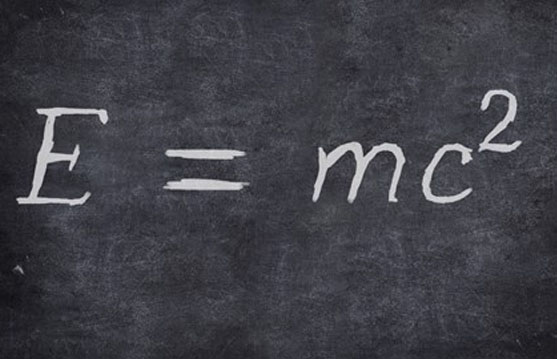 E = mc²